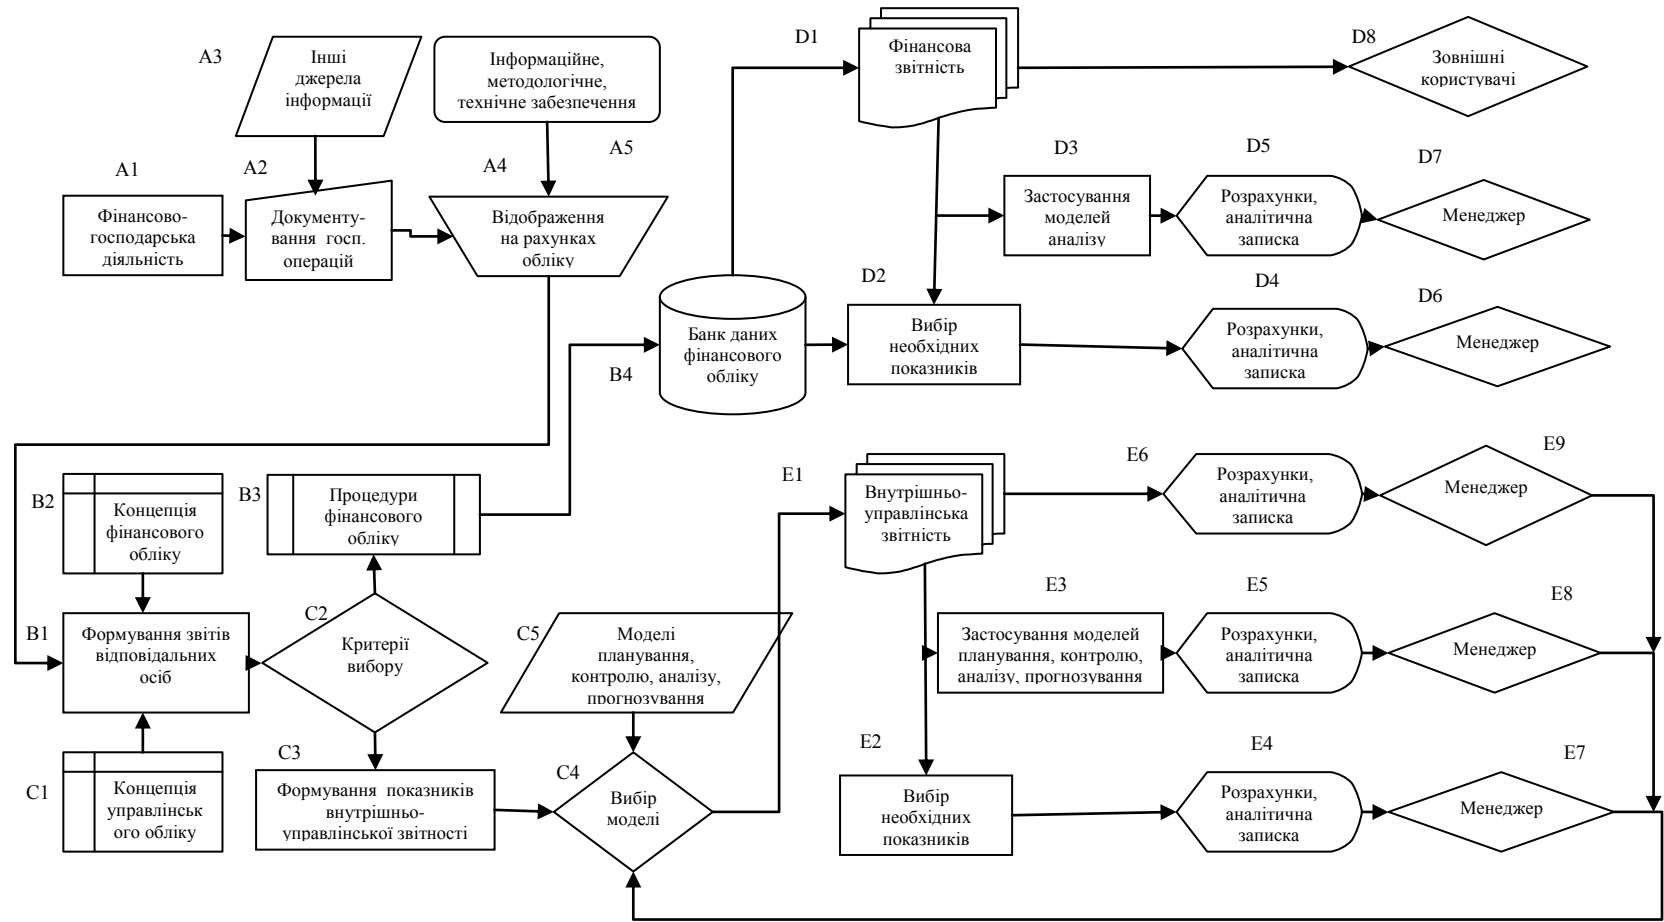 A3
Інші
джерела
інформації
Інформаційне,
методологічне,
технічне забезпечення
A5
D1
Фінансова
звітність
D8
Зовнішні
користувачі
A1
Фінансово-
господарська
діяльність
A2
Документу-
вання госп.
операцій
A4
Відображення
на рахунках
обліку
D3
Застосування
моделей
аналізу
D5
Розрахунки,
аналітична
записка
D7
Менеджер
B4
Банк даних
фінансового
обліку
D2
Вибір
необхідних
показників
D4
Розрахунки,
аналітична
записка
D6
Менеджер
B2
Концепція
фінансового
обліку
B3
Процедури
фінансового
обліку
E1
Внутрішньо-
управлінська
звітність
E6
Розрахунки,
аналітична
записка
E9
Менеджер
B1
Формування звітів
відповідальних
осіб
C2
Критерії
вибору
C5
Моделі
планування,
контролю, аналізу,
прогнозування
E3
Застосування моделей
планування, контролю,
аналізу, прогнозування
E5
Розрахунки,
аналітична
записка
E8
Менеджер
C1
Концепція
управлінськ
ого обліку
C3
Формування показників
внутрішньо-
управлінської звітності
C4
Вибір
моделі
E2
Вибір
необхідних
показників
E4
Розрахунки,
аналітична
записка
E7
Менеджер